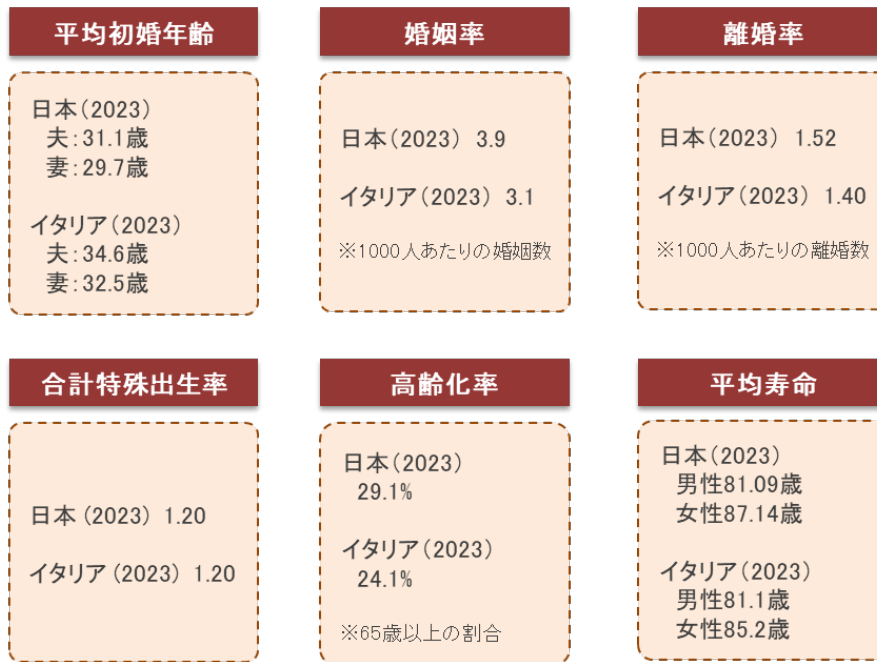 平均初婚年齢
日本(2023)
夫:31.1歳
妻:29.7歳
イタリア(2023)
夫:34.6歳
妻:32.5歳
婚姻率
日本(2023) 3.9
イタリア(2023) 3.1
※1000人あたりの婚姻数
離婚率
日本(2023) 1.52
イタリア(2023) 1.40
※1000人あたりの離婚数
合計特殊出生率
日本(2023) 1.20
イタリア(2023) 1.20
高齢化率
日本(2023)
29.1%
イタリア(2023)
24.1%
※65歳以上の割合
平均寿命
日本(2023)
男性81.09歳
女性87.14歳
イタリア(2023)
男性81.1歳
女性85.2歳